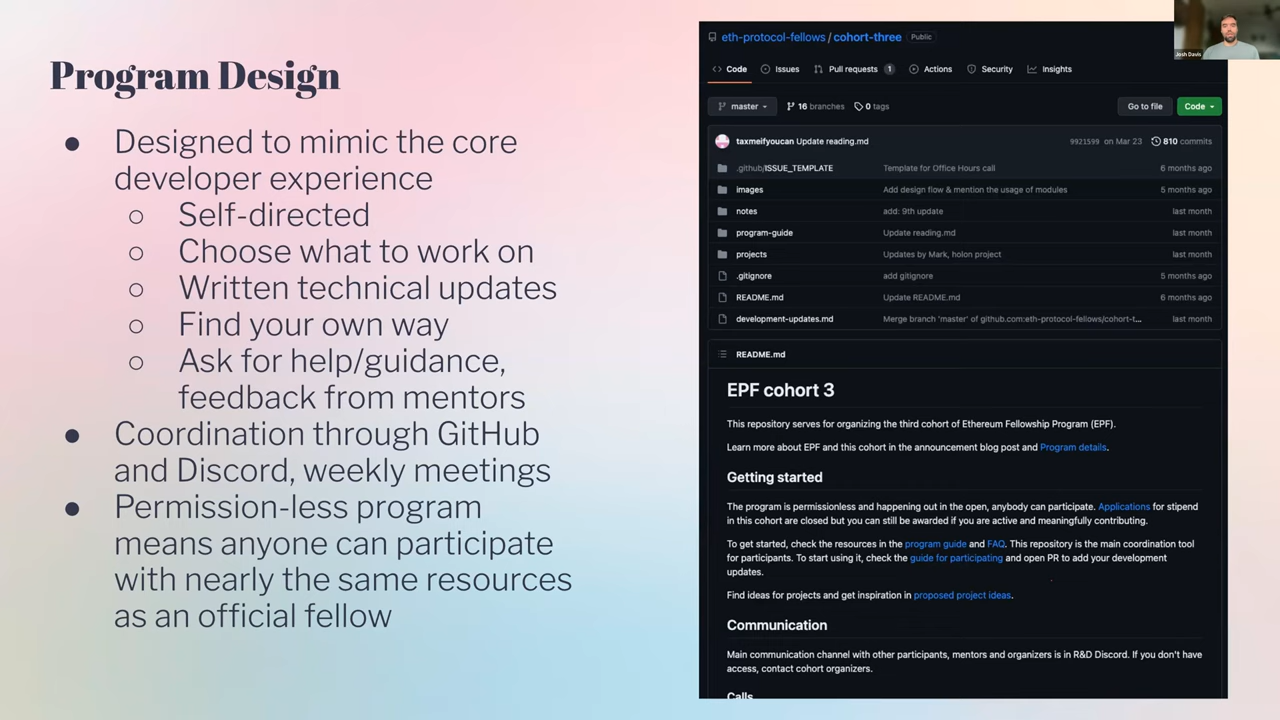 Program Design
● Designed to mimic the core
developer experience
○ Self-directed
○ Choose what to work on
○ Written technical updates
○ Find your own way
○ Ask for help/guidance,
feedback from mentors
● Coordination through GitHub
and Discord, weekly meetings
● Permission-less program
means anyone can participate
with nearly the same resources
as an official fellow
eth-protocol-fellows / cohort-three Public
Code Issues Pull requests 1 Actions Security Insights
master 16 branches 0 tags Go to file Code
taxmeifyoucan Update reading.md 9921599 on Mar 23 810 commits
.github/ISSUE_TEMPLATE Template for Office Hours call 6 months ago
images Add design flow & mention the usage of modules 5 months ago
notes add: 9th update last month
program-guide Update reading.md last month
projects Updates by Mark, holon project last month
.gitignore add gitignore 5 months ago
README.md Update README.md 6 months ago
development-updates.md Merge branch 'master' of github.com:eth-protocol-fellows/cohort-t... last month
README.md
EPF cohort 3
This repository serves for organizing the third cohort of Ethereum Fellowship Program (EPF).
Learn more about EPF and this cohort in the announcement blog post and Program details.
Getting started
The program is permissionless and happening out in the open, anybody can participate. Applications for stipend
in this cohort are closed but you can still be awarded if you are active and meaningfully contributing.
To get started, check the resources in the program guide and FAQ. This repository is the main coordination tool
for participants. To start using it, check the guide for participating and open PR to add your development
updates.
Find ideas for projects and get inspiration in proposed project ideas.
Communication
Main communication channel with other participants, mentors and organizers is in R&D Discord. If you don't have
access, contact cohort organizers.
Calls
Josh Davis